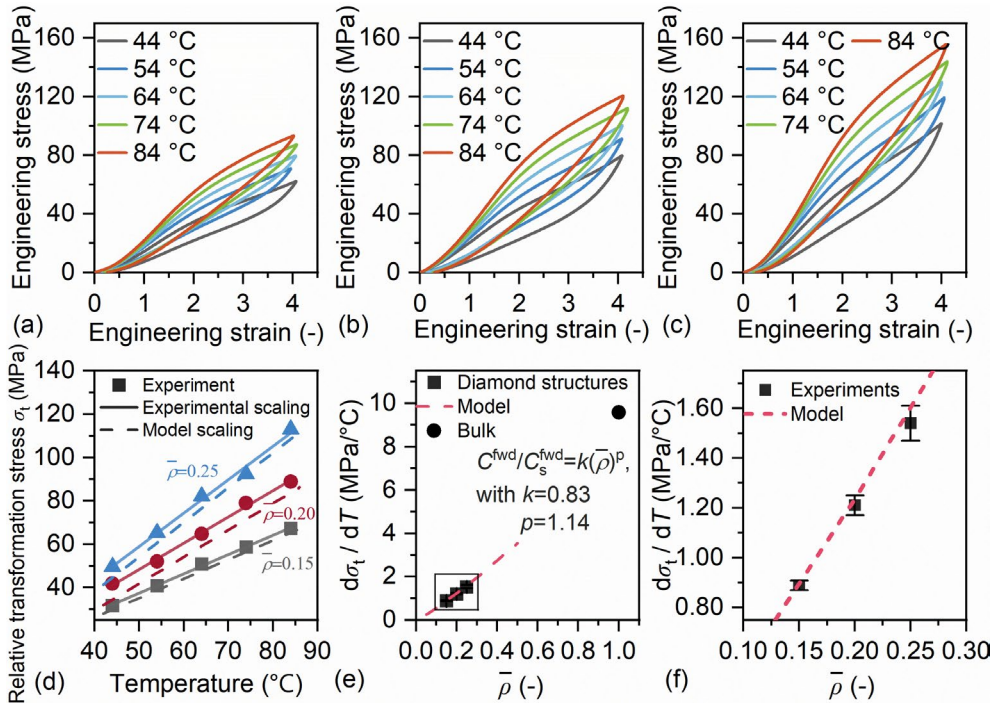 Engineering stress (MPa)
160
120
80
40
0
44 °C
54 °C
64 °C
74 °C
84 °C
0
1
2
3
4
(a)
Engineering strain (-)
Engineering stress (MPa)
160
120
80
40
0
44 °C
54 °C
64 °C
74 °C
84 °C
0
1
2
3
4
(b)
Engineering strain (-)
Engineering stress (MPa)
160
120
80
40
0
44 °C
84 °C
54 °C
64 °C
74 °C
0
1
2
3
4
(c)
Engineering strain (-)
Relative transformation stress σt (MPa)
140
120
100
80
60
40
Experiment
Experimental scaling
Model scaling
ρ̅=0.25
ρ̅=0.20
ρ̅=0.15
40
50
60
70
80
90
(d)
Temperature (°C)
dσt / dT (MPa/°C)
10
8
6
4
2
0
Diamond structures
Model
Bulk
C^fwd/C_s^fwd=k(ρ̅)^p,
with k=0.83
p=1.14
0.0
0.2
0.4
0.6
0.8
1.0
(e)
ρ̅ (-)
dσt / dT (MPa/°C)
1.60
1.40
1.20
1.00
0.80
Experiments
Model
0.10
0.15
0.20
0.25
0.30
(f)
ρ̅ (-)